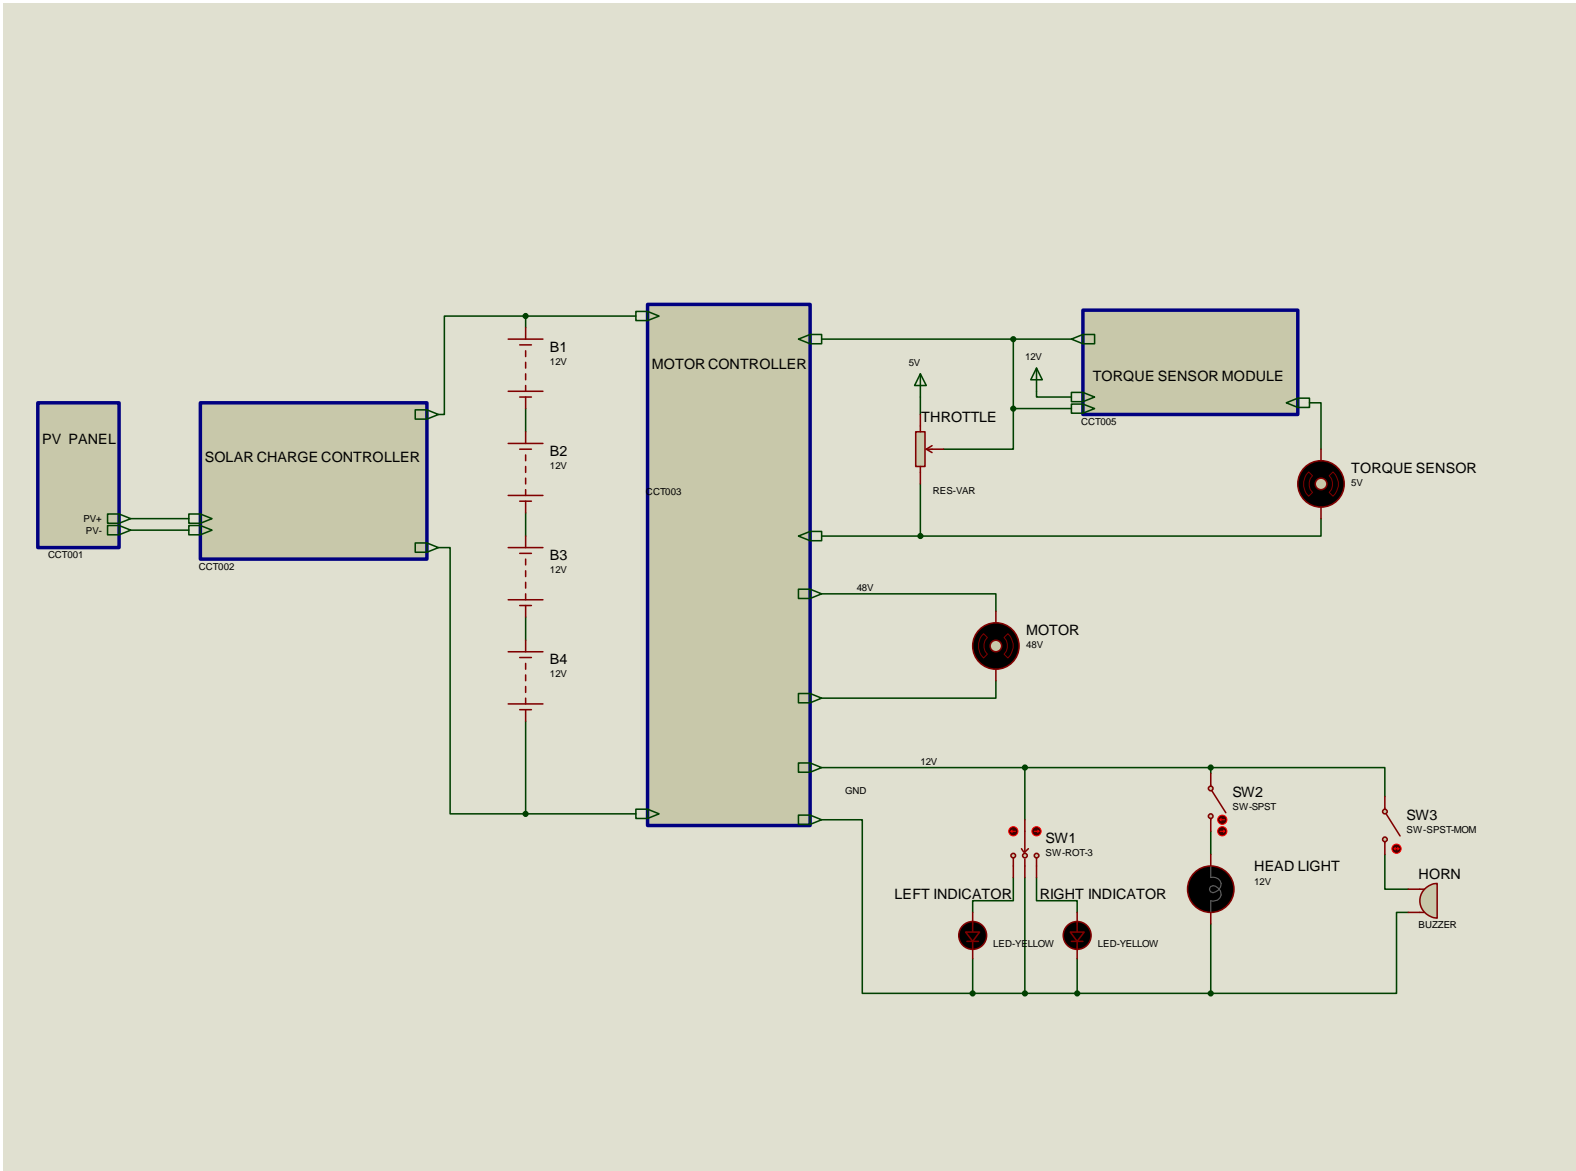 PV  PANEL
PV+
PV-
CCT001
SOLAR CHARGE CONTROLLER
CCT002
B1
12V
B2
12V
B3
12V
B4
12V
MOTOR CONTROLLER
CCT003
5V
THROTTLE
RES-VAR
12V
TORQUE SENSOR MODULE
CCT005
TORQUE SENSOR
5V
48V
MOTOR
48V
12V
GND
SW1
SW-ROT-3
LEFT INDICATOR
LED-YELLOW
RIGHT INDICATOR
LED-YELLOW
SW2
SW-SPST
HEAD LIGHT
12V
SW3
SW-SPST-MOM
HORN
BUZZER